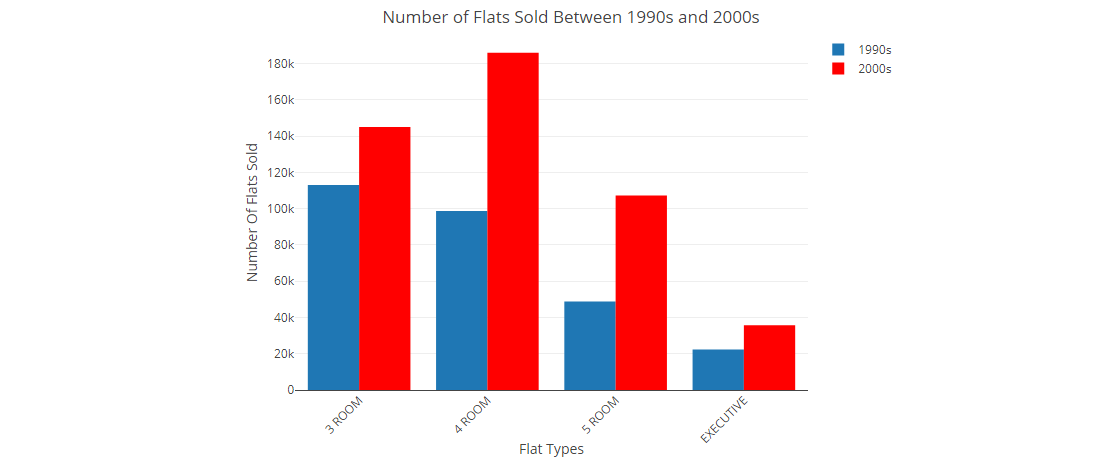 Number of Flats Sold Between 1990s and 2000s
1990s
2000s
Number Of Flats Sold
180k
160k
140k
120k
100k
80k
60k
40k
20k
0
3 ROOM
4 ROOM
5 ROOM
EXECUTIVE
Flat Types